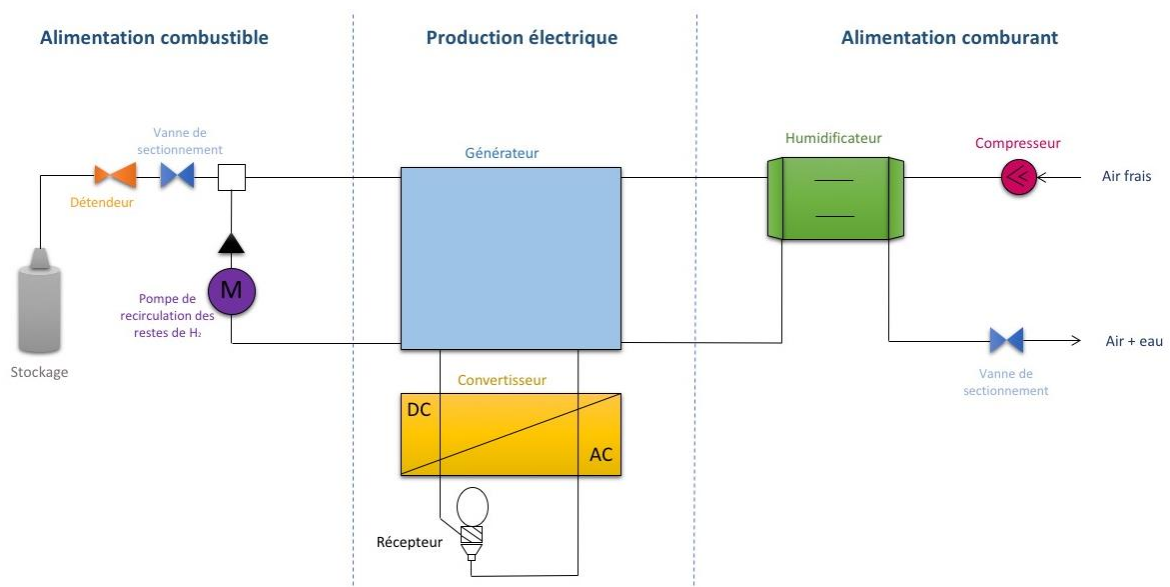 Alimentation combustible
Production électrique
Alimentation comburant
Vanne de
sectionnement
Détendeur
Stockage
M
Pompe de
recirculation des
restes de H₂
Générateur
Convertisseur
DC
AC
Récepteur
Humidificateur
Compresseur
Air frais
Air + eau
Vanne de
sectionnement